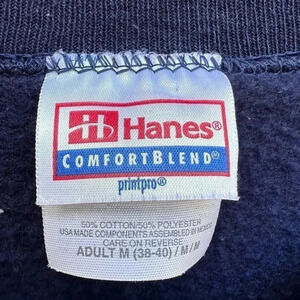 Hanes®
COMFORTBLEND®
printpro®
50% COTTON/50% POLYESTER
USA MADE COMPONENTS ASSEMBLED IN MEXICO
CARE ON REVERSE
ADULT M (38-40) / M / M